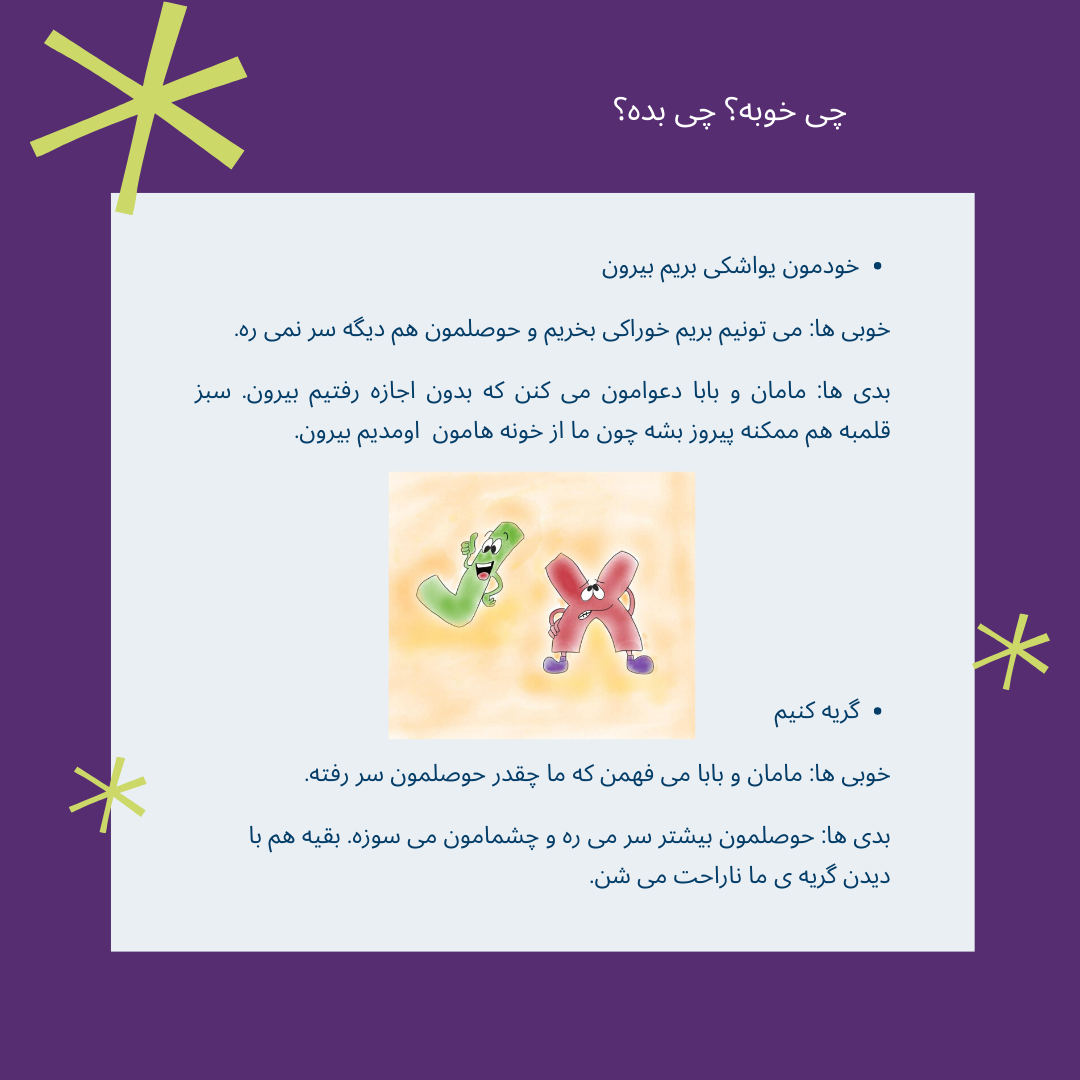 چی خوبه؟ چی بده؟
• خودمون یواشکی بریم بیرون
خوبی ها: می تونیم بریم خوراکی بخریم و حوصلمون هم دیگه سر نمی ره.
بدی ها: مامان و بابا دعوامون می کنن که بدون اجازه رفتیم بیرون. سبز
قلمبه هم ممکنه پیروز بشه چون ما از خونه هامون اومدیم بیرون.
• گریه کنیم
خوبی ها: مامان و بابا می فهمن که ما چقدر حوصلمون سر رفته.
بدی ها: حوصلمون بیشتر سر می ره و چشمامون می سوزه. بقیه هم با
دیدن گریه ی ما ناراحت می شن.